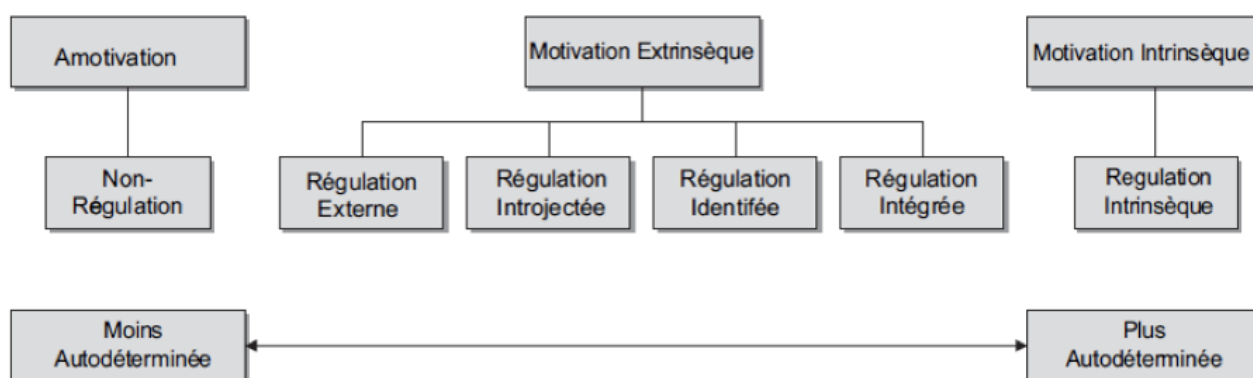 Amotivation
Motivation Extrinsèque
Motivation Intrinsèque
Non-
Régulation
Régulation
Externe
Régulation
Introjectée
Régulation
Identifée
Régulation
Intégrée
Regulation
Intrinsèque
Moins
Autodéterminée
Plus
Autodéterminée